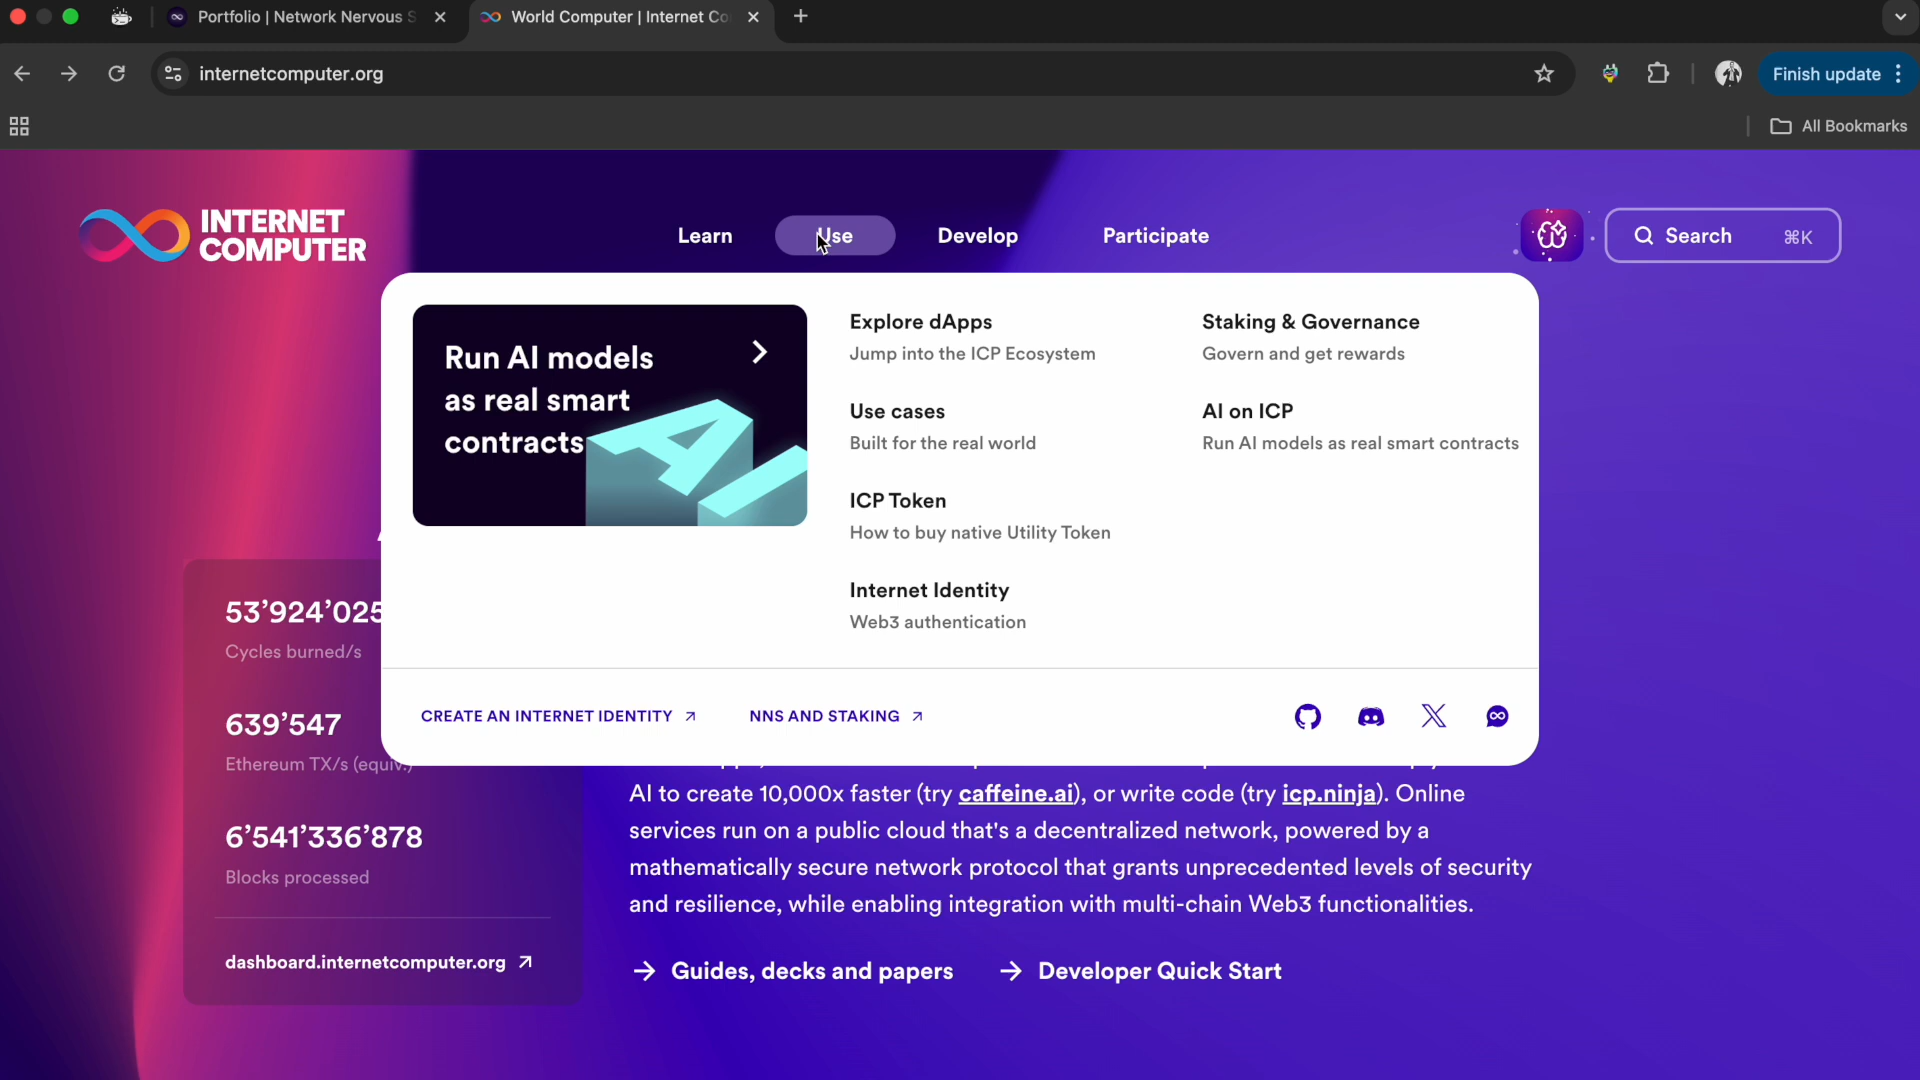 Portfolio | Network Nervous S
World Computer | Internet Co
internetcomputer.org
Finish update
All Bookmarks
INTERNET
COMPUTER
Learn
Use
Develop
Participate
Search
⌘K
Run AI models
as real smart
contracts
AI
Explore dApps
Jump into the ICP Ecosystem
Use cases
Built for the real world
ICP Token
How to buy native Utility Token
Internet Identity
Web3 authentication
Staking & Governance
Govern and get rewards
AI on ICP
Run AI models as real smart contracts
CREATE AN INTERNET IDENTITY
NNS AND STAKING
53’924’025
Cycles burned/s
639’547
Ethereum TX/s (equiv.)
6’541’336’878
Blocks processed
dashboard.internetcomputer.org
AI to create 10,000x faster (try caffeine.ai), or write code (try icp.ninja). Online
services run on a public cloud that's a decentralized network, powered by a
mathematically secure network protocol that grants unprecedented levels of security
and resilience, while enabling integration with multi-chain Web3 functionalities.
Guides, decks and papers
Developer Quick Start